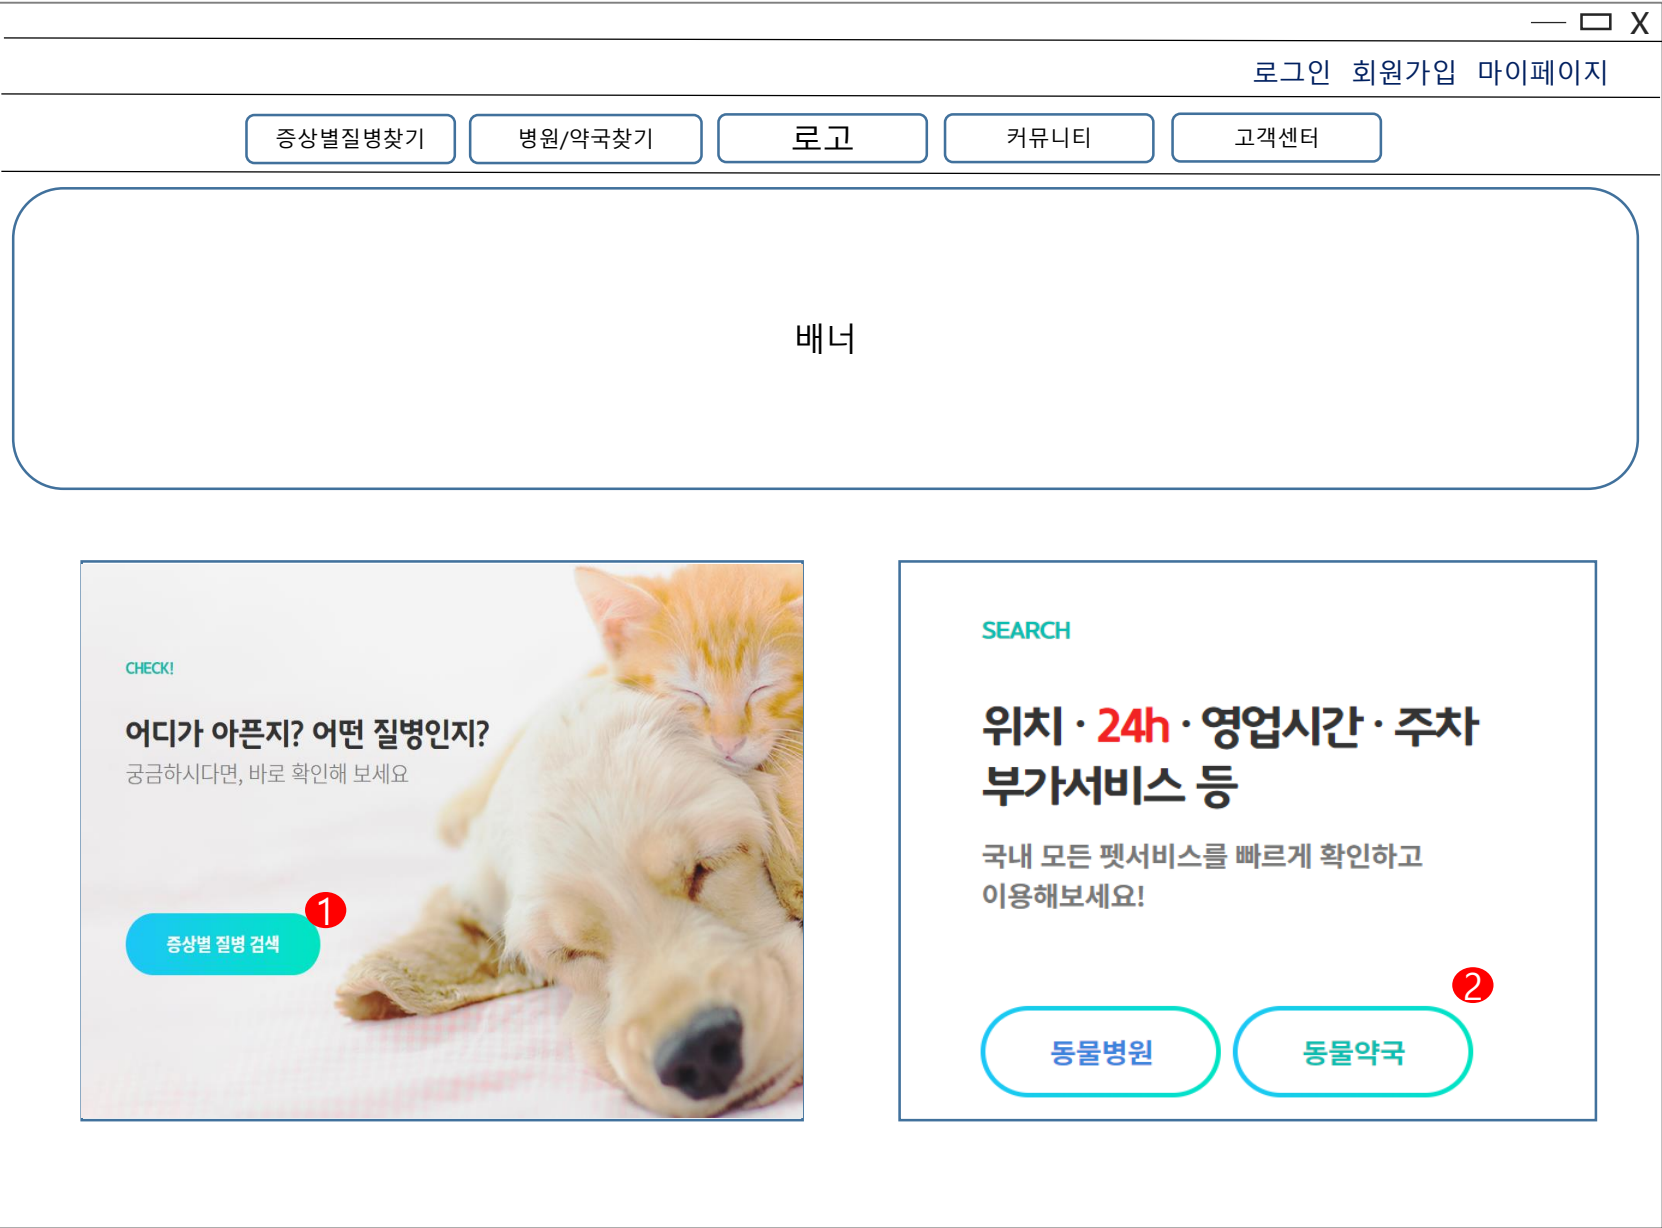 X
로그인 회원가입 마이페이지
증상별질병찾기 병원/약국찾기 로고 커뮤니티 고객센터
배너
CHECK!
어디가 아픈지? 어떤 질병인지?
궁금하시다면, 바로 확인해 보세요
1
증상별 질병 검색
SEARCH
위치 · 24h · 영업시간 · 주차
부가서비스 등
국내 모든 펫서비스를 빠르게 확인하고
이용해보세요!
2
동물병원 동물약국